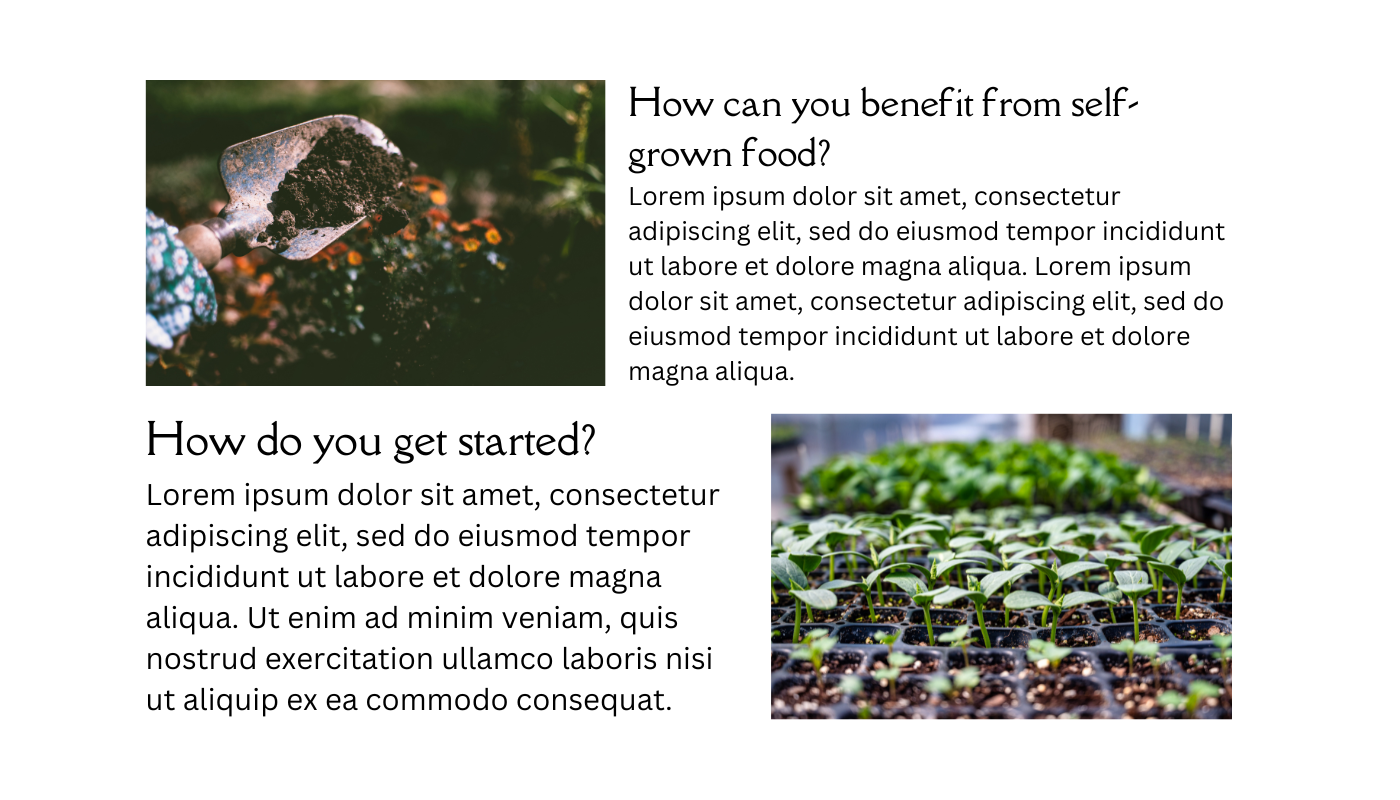 How can you benefit from self-
grown food?
Lorem ipsum dolor sit amet, consectetur
adipiscing elit, sed do eiusmod tempor incididunt
ut labore et dolore magna aliqua. Lorem ipsum
dolor sit amet, consectetur adipiscing elit, sed do
eiusmod tempor incididunt ut labore et dolore
magna aliqua.
How do you get started?
Lorem ipsum dolor sit amet, consectetur
adipiscing elit, sed do eiusmod tempor
incididunt ut labore et dolore magna
aliqua. Ut enim ad minim veniam, quis
nostrud exercitation ullamco laboris nisi
ut aliquip ex ea commodo consequat.